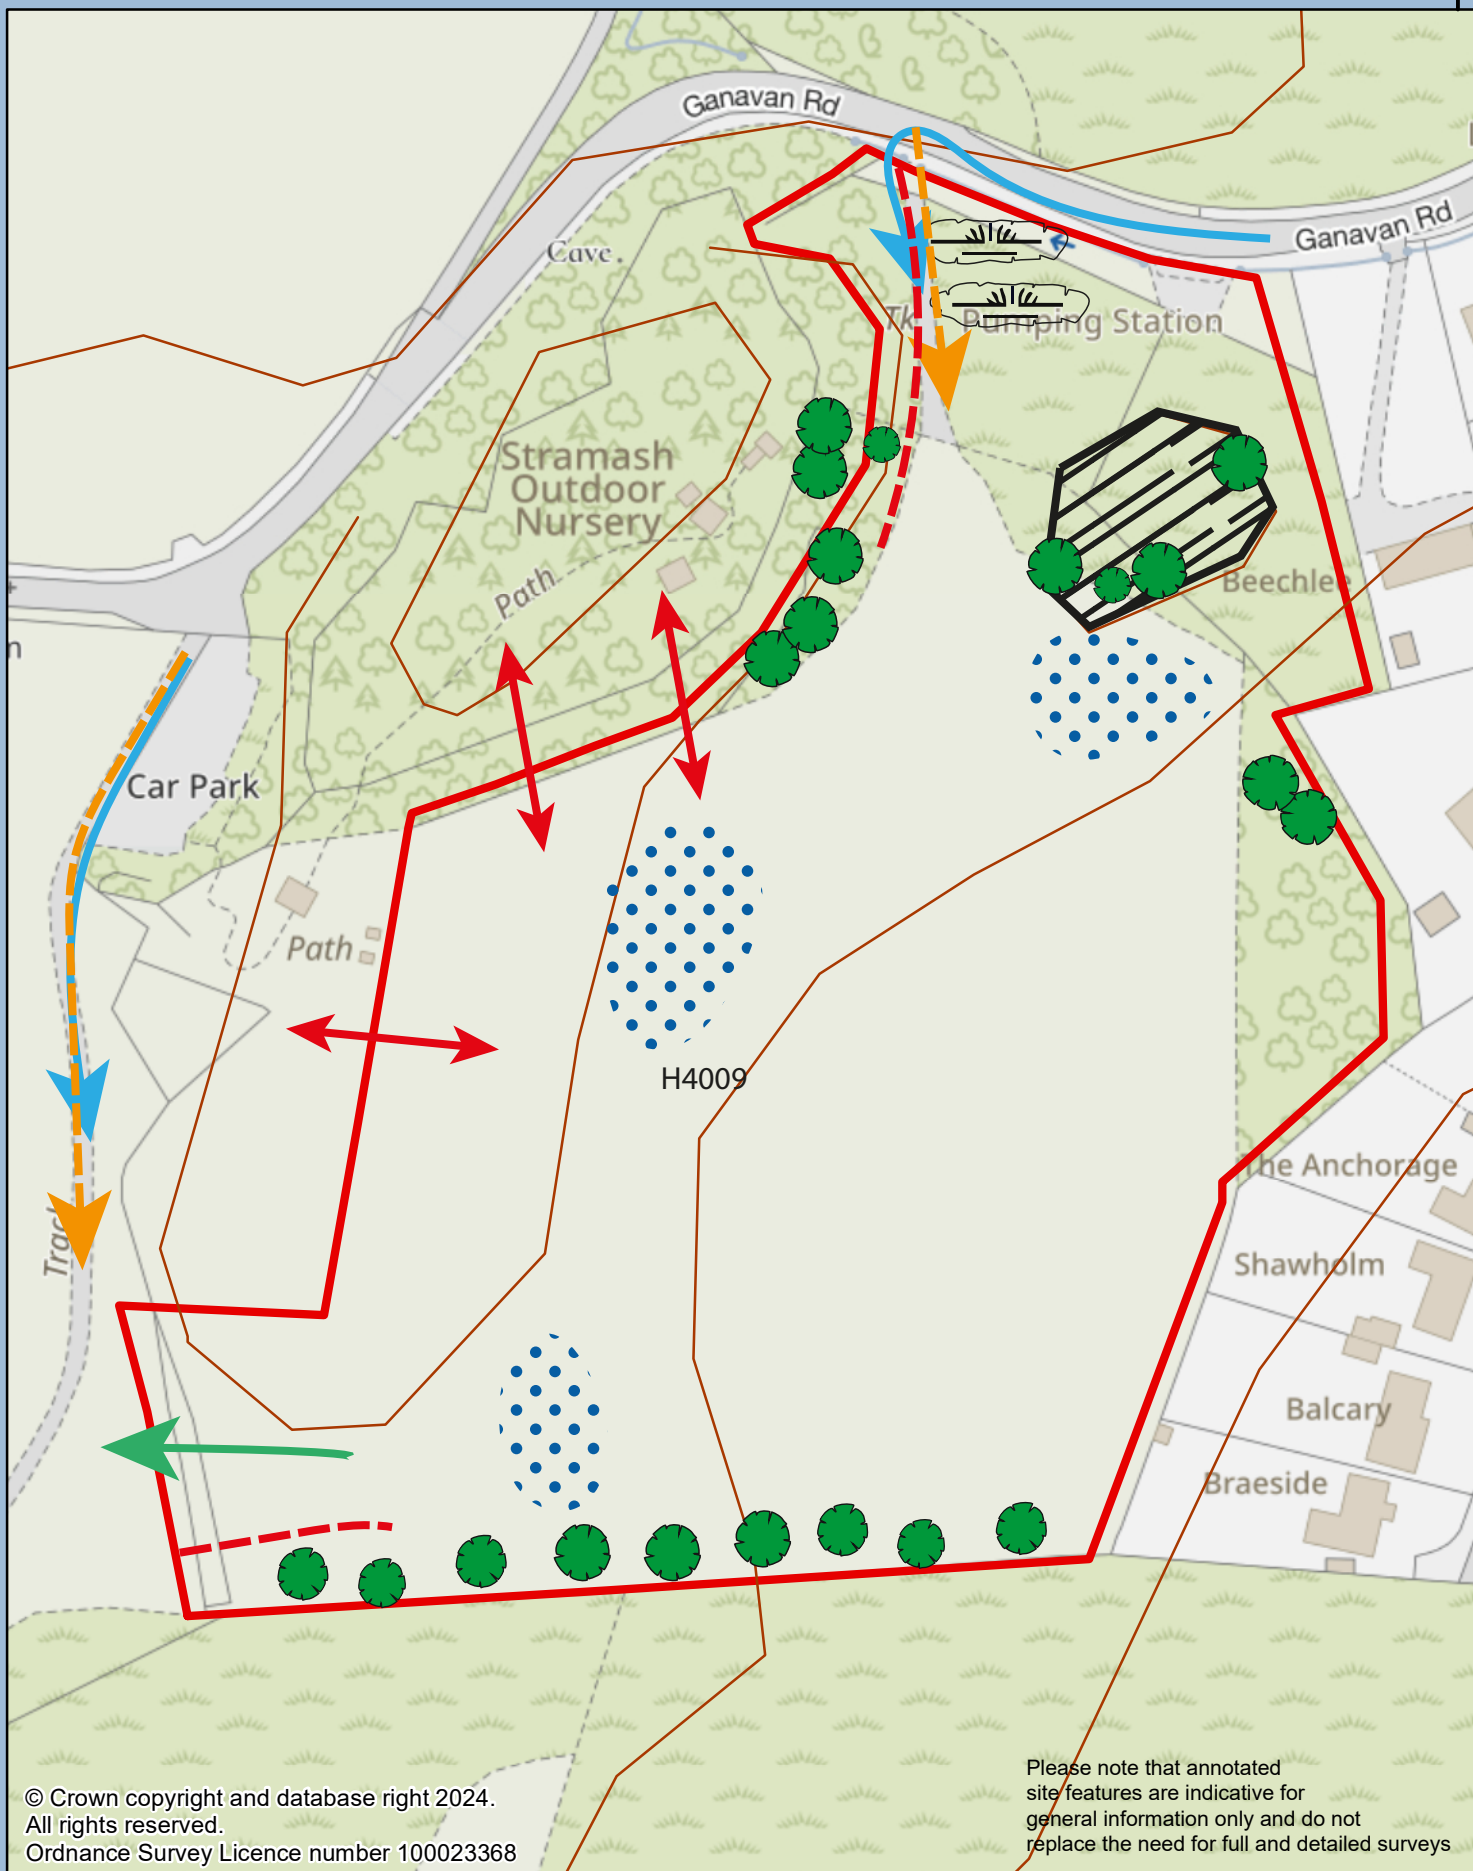 Ganavan Rd
Ganavan Rd
Cave.
Pumping Station
Stramash
Outdoor
Nursery
Path
Beechlee
Car Park
Path
H4009
The Anchorage
Shawholm
Balcary
Braeside
© Crown copyright and database right 2024.
All rights reserved.
Ordnance Survey Licence number 100023368
Please note that annotated
site features are indicative for
general information only and do not
replace the need for full and detailed surveys